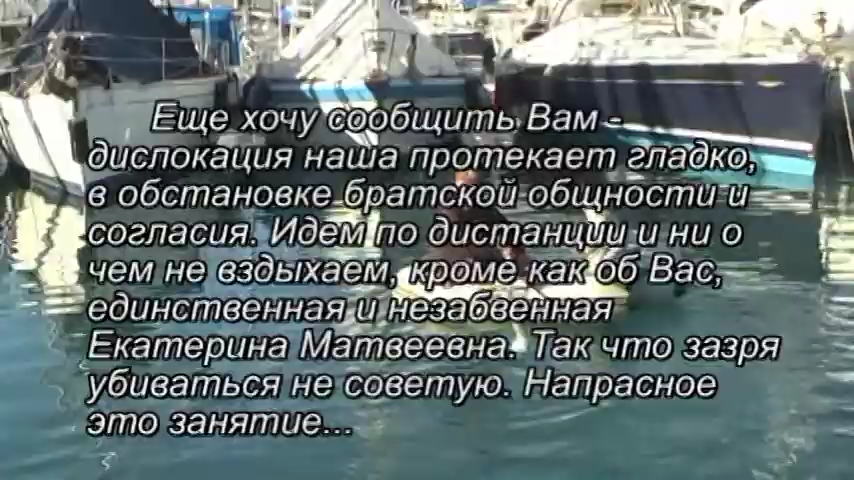 Еще хочу сообщить Вам -
дислокация наша протекает гладко,
в обстановке братской общности и
согласия. Идем по дистанции и ни о
чем не вздыхаем, кроме как об Вас,
единственная и незабвенная
Екатерина Матвеевна. Так что зазря
убиваться не советую. Напрасное
это занятие...